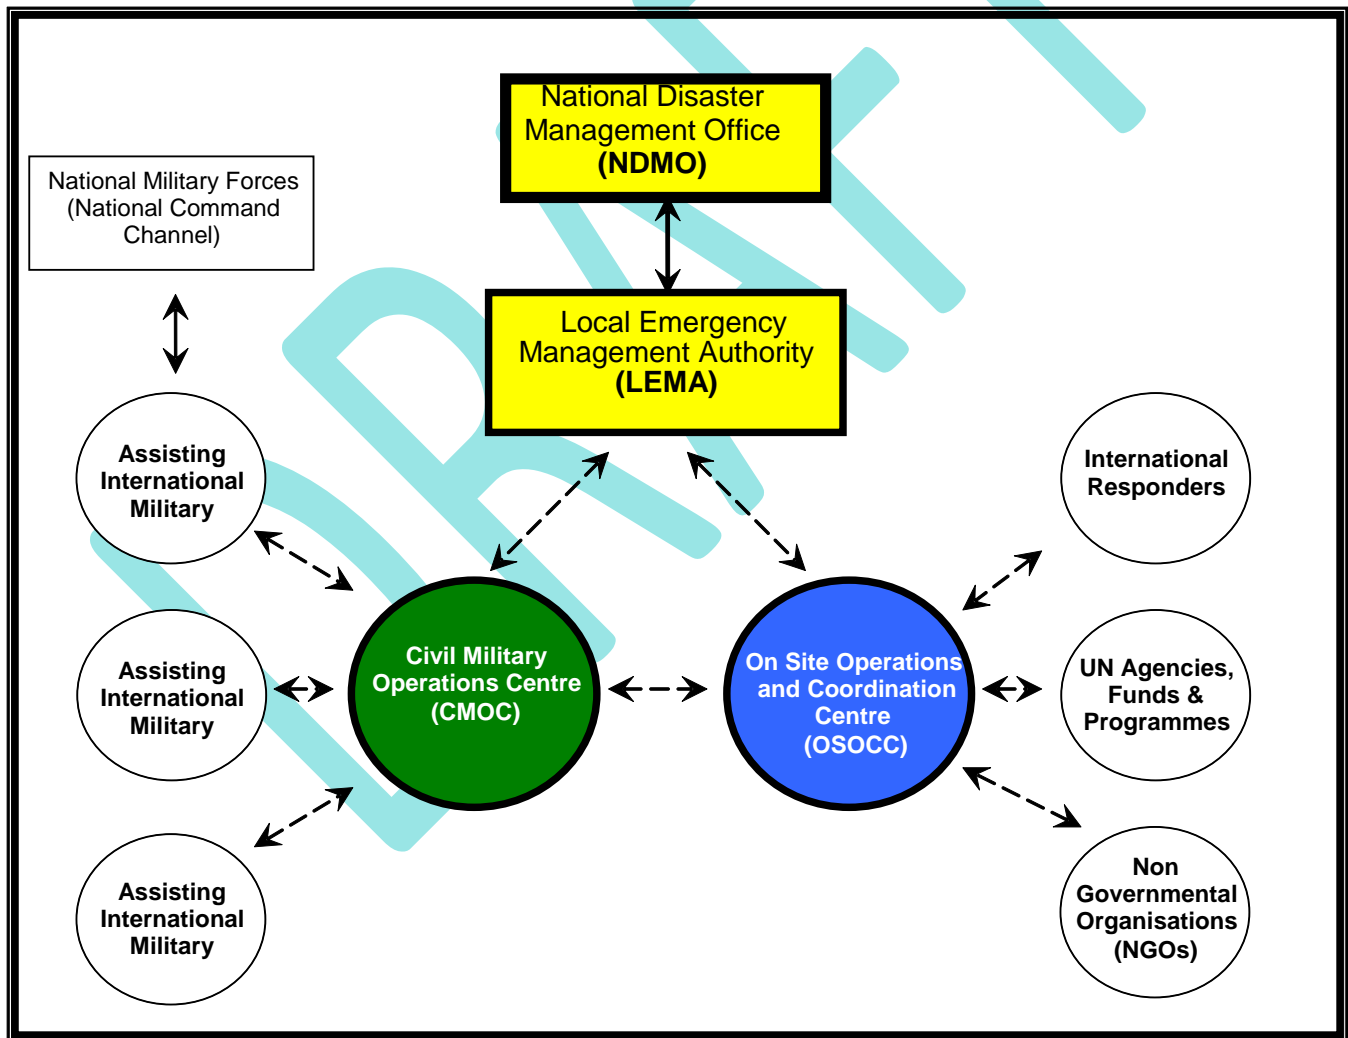 National Disaster
Management Office
(NDMO)
National Military Forces
(National Command
Channel)
Local Emergency
Management Authority
(LEMA)
Assisting
International
Military
International
Responders
Civil Military
Operations Centre
(CMOC)
On Site Operations
and Coordination
Centre
(OSOCC)
Assisting
International
Military
UN Agencies,
Funds &
Programmes
Assisting
International
Military
Non
Governmental
Organisations
(NGOs)
DRAFT